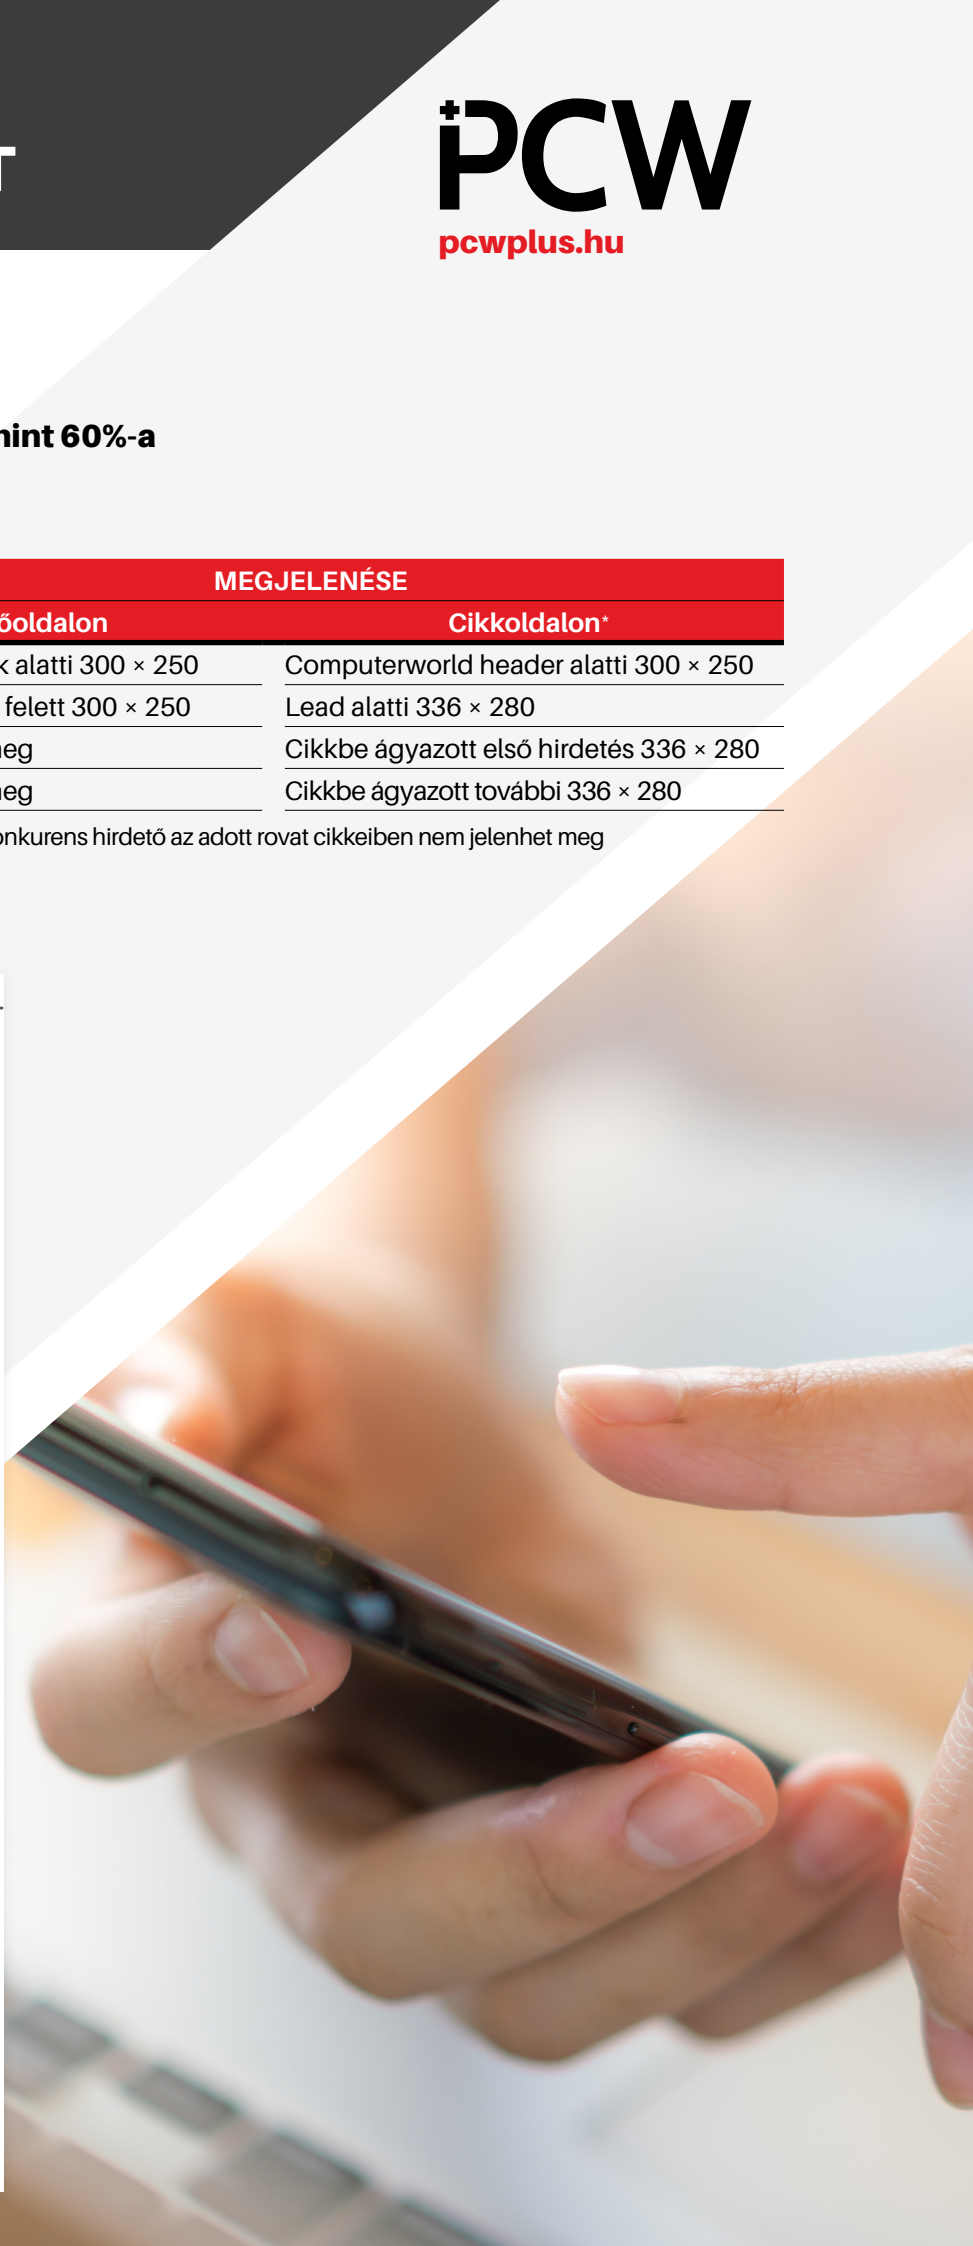 T
PCW
pcwplus.hu
mint 60%-a
MEGJELENÉSE
őoldalon Cikkoldalon*
k alatti 300 × 250 Computerworld header alatti 300 × 250
felett 300 × 250 Lead alatti 336 × 280
eg Cikkbe ágyazott első hirdetés 336 × 280
eg Cikkbe ágyazott további 336 × 280
onkurens hirdető az adott rovat cikkeiben nem jelenhet meg